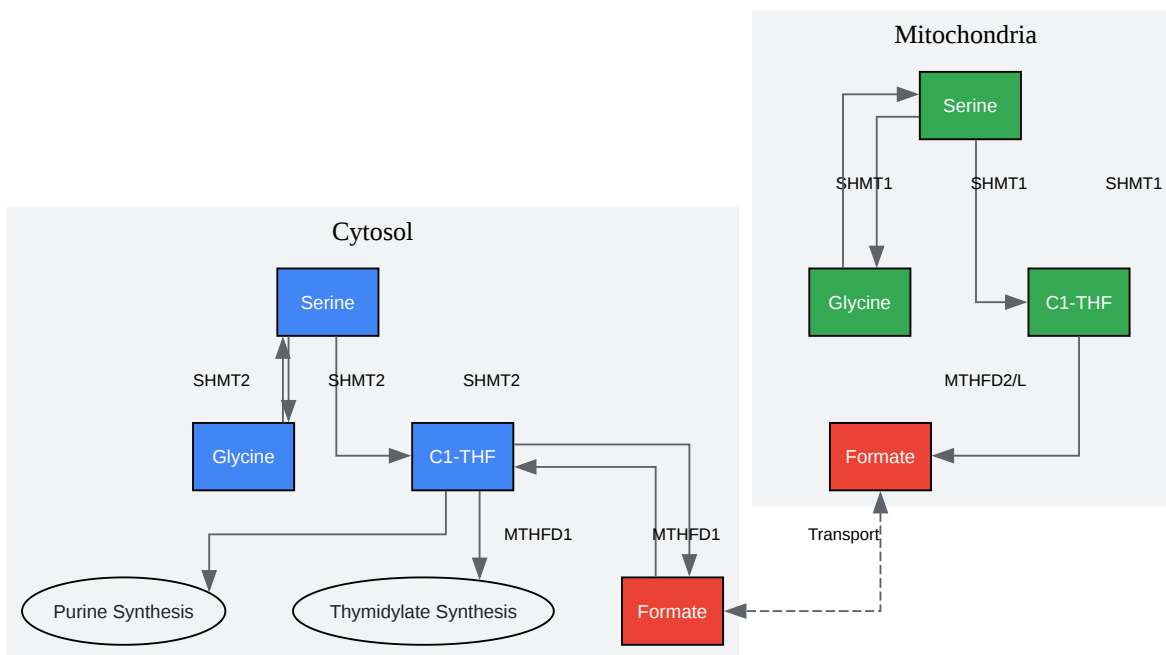 Mitochondria
Serine
SHMT1 SHMT1 SHMT1
Cytosol
Serine Glycine C1-THF
SHMT2 SHMT2 SHMT2 MTHFD2/L
Glycine C1-THF Formate
MTHFD1 MTHFD1 Transport
Purine Synthesis Thymidylate Synthesis Formate